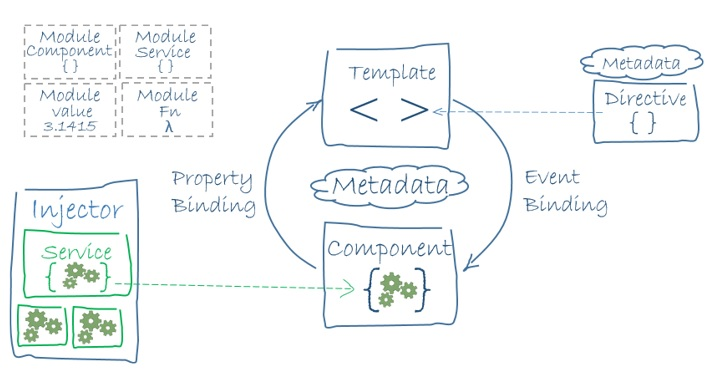 Module
Component
{ }
Module
Service
{ }
Module
value
3.1415
Module
Fn
λ
Template
< >
Metadata
Directive
{ }
Property
Binding
Metadata
Event
Binding
Injector
Service
{ }
Component
{ }